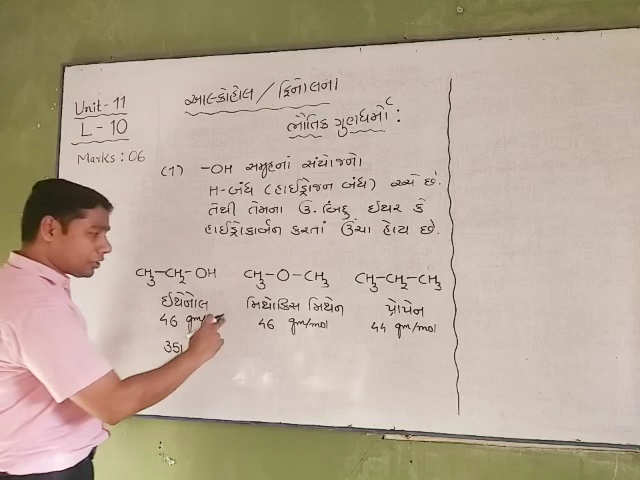 Unit-11
L-10
Marks: 06
આલ્કોહોલ / ફિનોલના
ભૌતિક ગુણધર્મો :
(1) -OH સમૂહનાં સંયોજનો
H-બંધ (હાઈડ્રોજન બંધ) રચે છે.
તેથી તેમના ઉ.બિંદુ ઈથર કે
હાઈડ્રોકાર્બન કરતાં ઊંચા હોય છે.
CH₃-CH₂-OH CH₃-O-CH₃ CH₃-CH₂-CH₃
ઈથેનોલ મિથોક્સિ મિથેન પ્રોપેન
46 gm/ 46 gm/mol 44 gm/mol
351